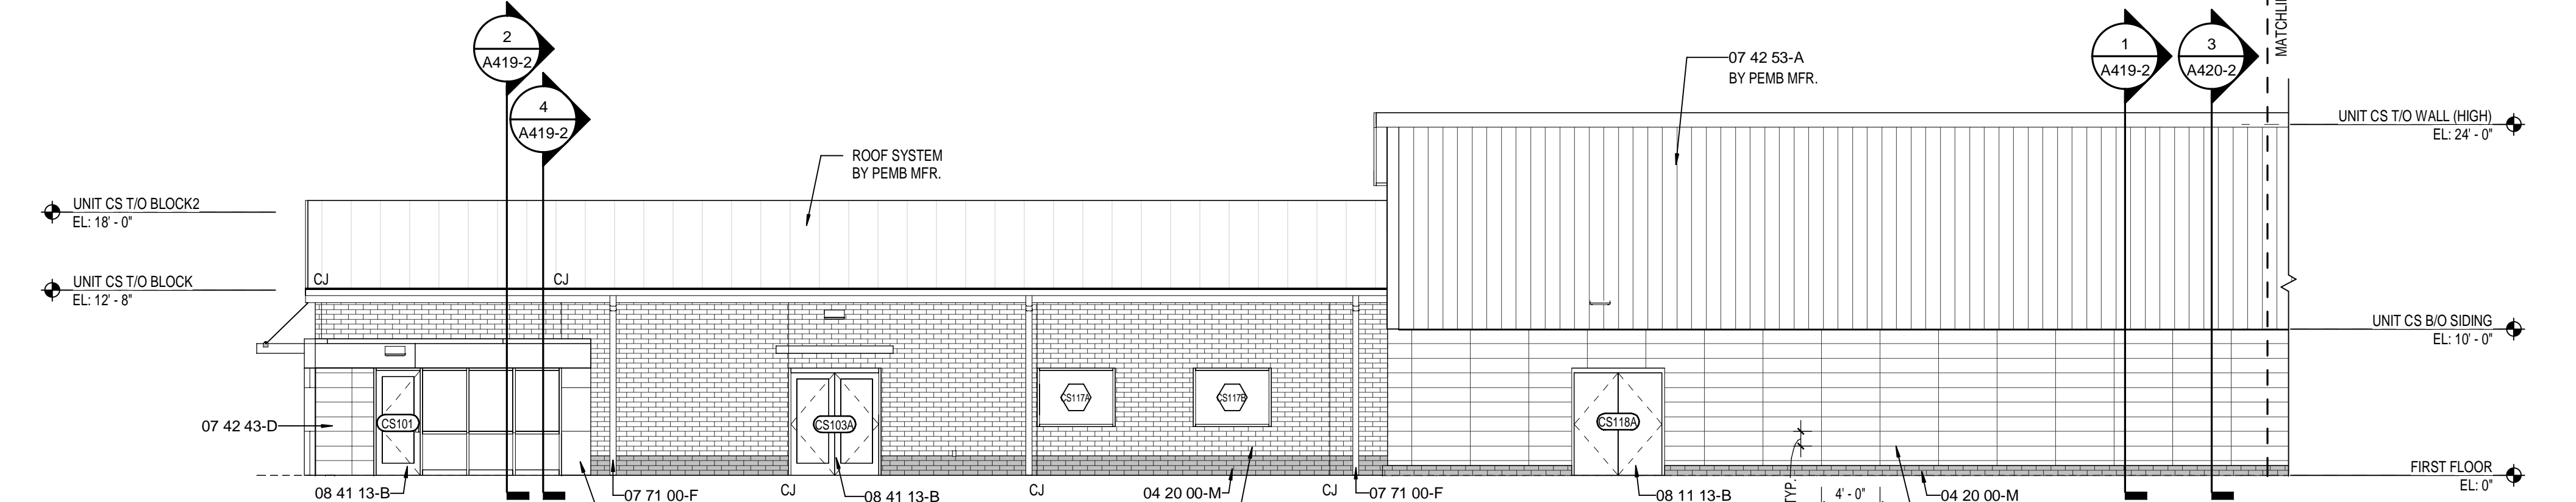 2
A419-2
4
A419-2
ROOF SYSTEM
BY PEMB MFR.
07 42 53-A
BY PEMB MFR.
1
A419-2
3
A420-2
UNIT CS T/O WALL (HIGH)
EL: 24' - 0"
UNIT CS T/O BLOCK2
EL: 18' - 0"
UNIT CS T/O BLOCK
EL: 12' - 8"
CJ
CJ
UNIT CS B/O SIDING
EL: 10' - 0"
FIRST FLOOR
EL: 0"
07 42 43-D
CS101
CS103A
CS117A
CS117B
CS118A
08 41 13-B
07 71 00-F
CJ
08 41 13-B
CJ
04 20 00-M
CJ
07 71 00-F
08 11 13-B
TYP.
4' - 0"
04 20 00-M